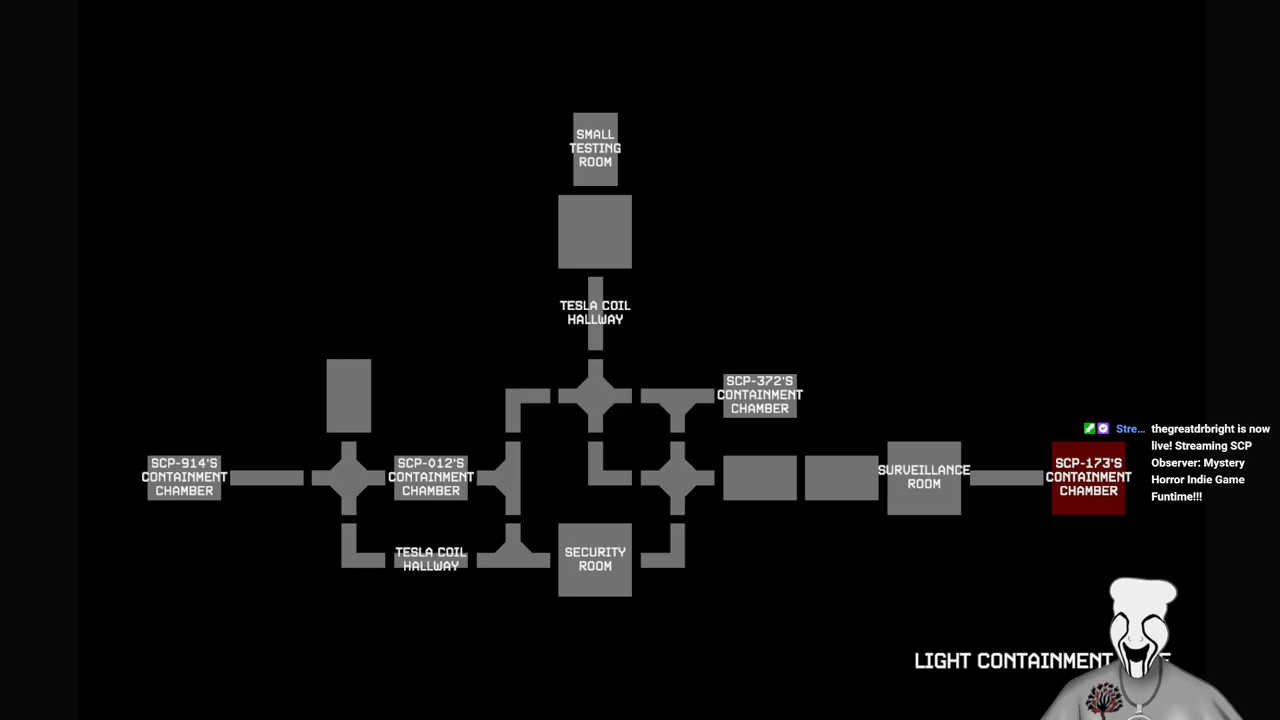 SMALL
TESTING
ROOM
TESLA COIL
HALLWAY
SCP-372'S
CONTAINMENT
CHAMBER
SCP-914'S
CONTAINMENT
CHAMBER
SCP-012'S
CONTAINMENT
CHAMBER
SURVEILLANCE
ROOM
SCP-173'S
CONTAINMENT
CHAMBER
Stre... thegreatdrbright is now
live! Streaming SCP
Observer: Mystery
Horror Indie Game
Funtime!!!
TESLA COIL
HALLWAY
SECURITY
ROOM
LIGHT CONTAINMENT